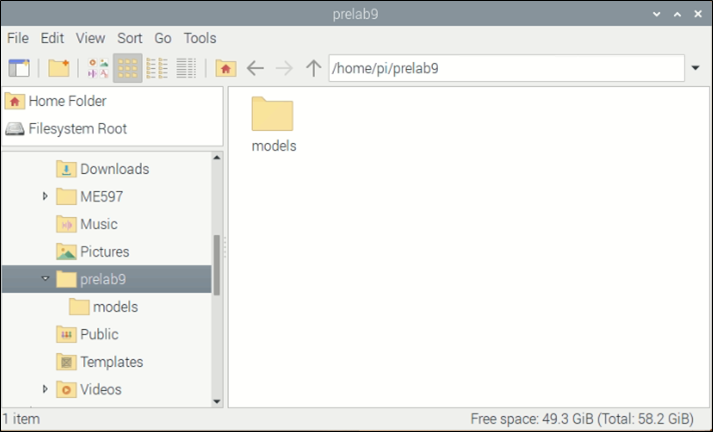 prelab9
File Edit View Sort Go Tools
/home/pi/prelab9
Home Folder
Filesystem Root
Downloads
ME597
Music
Pictures
prelab9
models
Public
Templates
Videos
models
1 item
Free space: 49.3 GiB (Total: 58.2 GiB)